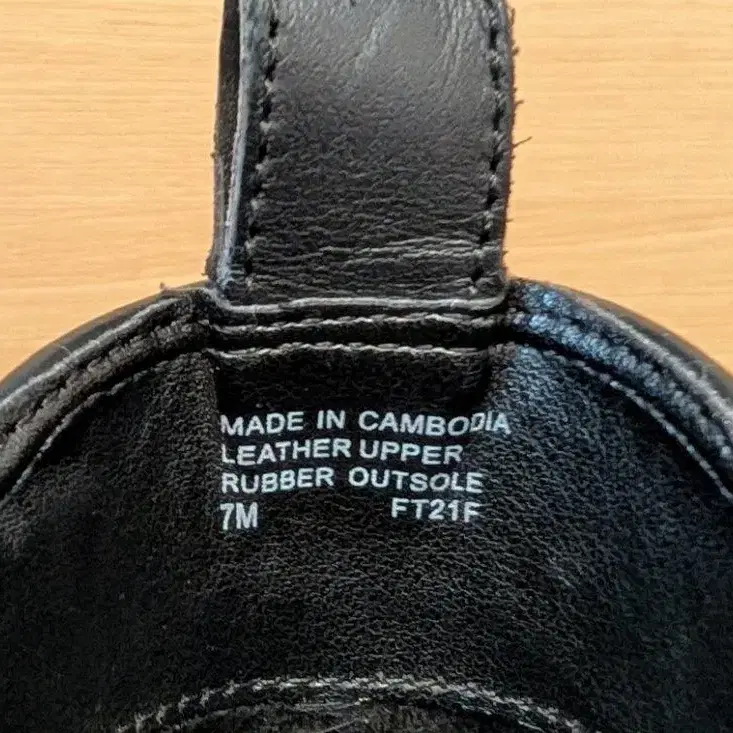 MADE IN CAMBODIA
LEATHER UPPER
RUBBER OUTSOLE
7M FT21F